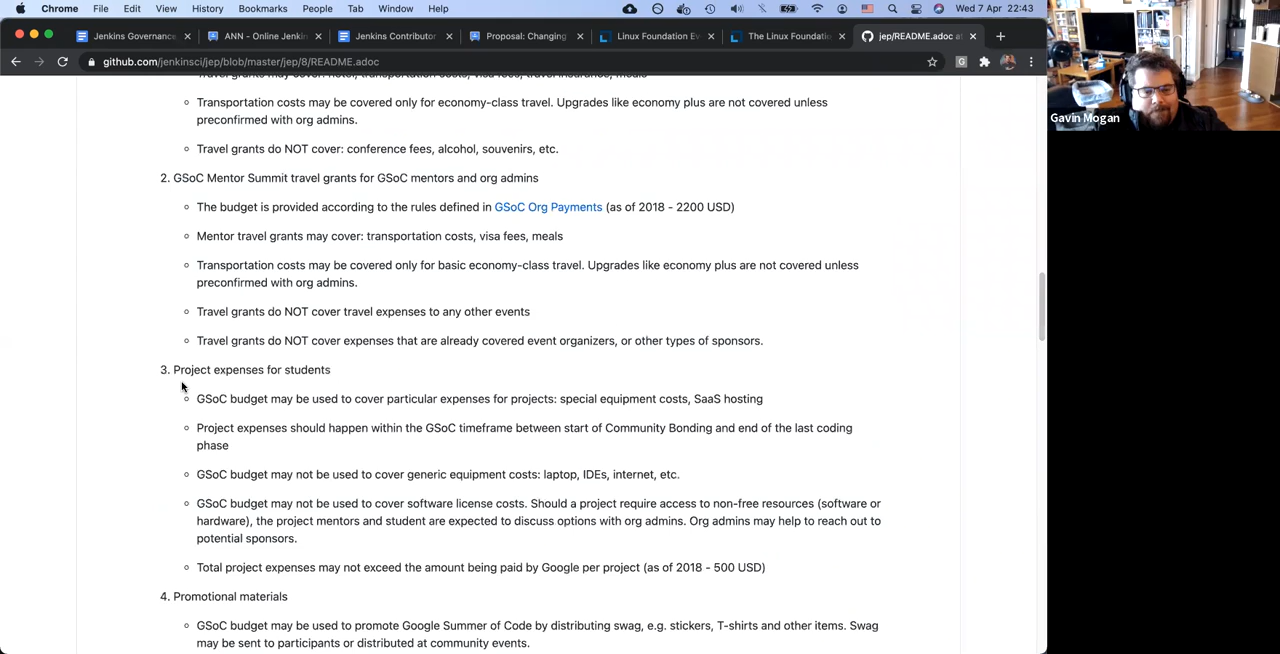 Chrome File Edit View History Bookmarks People Tab Window Help Wed 7 Apr 22:43
Jenkins Governance ANN - Online Jenki Jenkins Contributor Proposal: Changing Linux Foundation Ev The Linux Foundatio jep/README.adoc at
github.com/jenkinsci/jep/blob/master/jep/8/README.adoc
Travel grants may cover: hotel, transportation costs, visa fees, travel insurance, meals
Transportation costs may be covered only for economy-class travel. Upgrades like economy plus are not covered unless
preconfirmed with org admins.
Travel grants do NOT cover: conference fees, alcohol, souvenirs, etc.
2. GSoC Mentor Summit travel grants for GSoC mentors and org admins
The budget is provided according to the rules defined in GSoC Org Payments (as of 2018 - 2200 USD)
Mentor travel grants may cover: transportation costs, visa fees, meals
Transportation costs may be covered only for basic economy-class travel. Upgrades like economy plus are not covered unless
preconfirmed with org admins.
Travel grants do NOT cover travel expenses to any other events
Travel grants do NOT cover expenses that are already covered event organizers, or other types of sponsors.
3. Project expenses for students
GSoC budget may be used to cover particular expenses for projects: special equipment costs, SaaS hosting
Project expenses should happen within the GSoC timeframe between start of Community Bonding and end of the last coding
phase
GSoC budget may not be used to cover generic equipment costs: laptop, IDEs, internet, etc.
GSoC budget may not be used to cover software license costs. Should a project require access to non-free resources (software or
hardware), the project mentors and student are expected to discuss options with org admins. Org admins may help to reach out to
potential sponsors.
Total project expenses may not exceed the amount being paid by Google per project (as of 2018 - 500 USD)
4. Promotional materials
GSoC budget may be used to promote Google Summer of Code by distributing swag, e.g. stickers, T-shirts and other items. Swag
may be sent to participants or distributed at community events.
Gavin Mogan